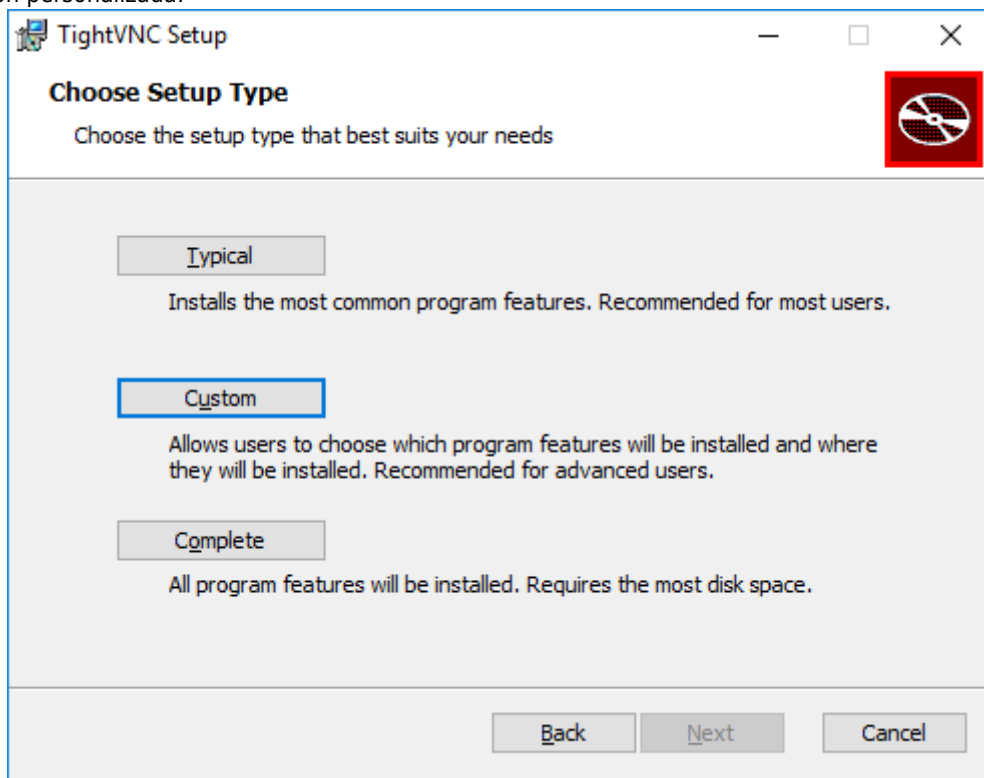 personalizada.
TightVNC Setup
Choose Setup Type
Choose the setup type that best suits your needs
Typical
Installs the most common program features. Recommended for most users.
Custom
Allows users to choose which program features will be installed and where
they will be installed. Recommended for advanced users.
Complete
All program features will be installed. Requires the most disk space.
Back Next Cancel